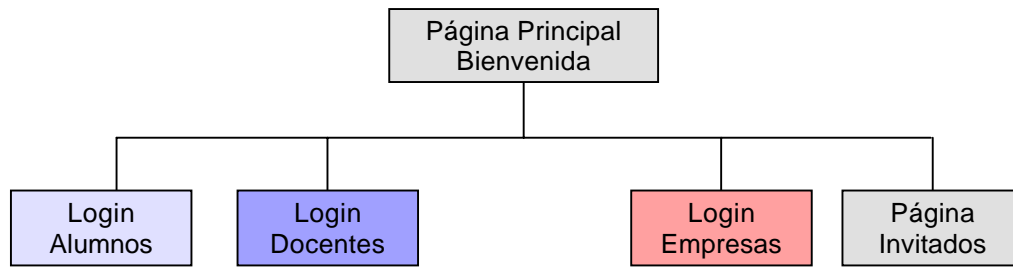 Página Principal
Bienvenida
Login
Alumnos
Login
Docentes
Login
Empresas
Página
Invitados